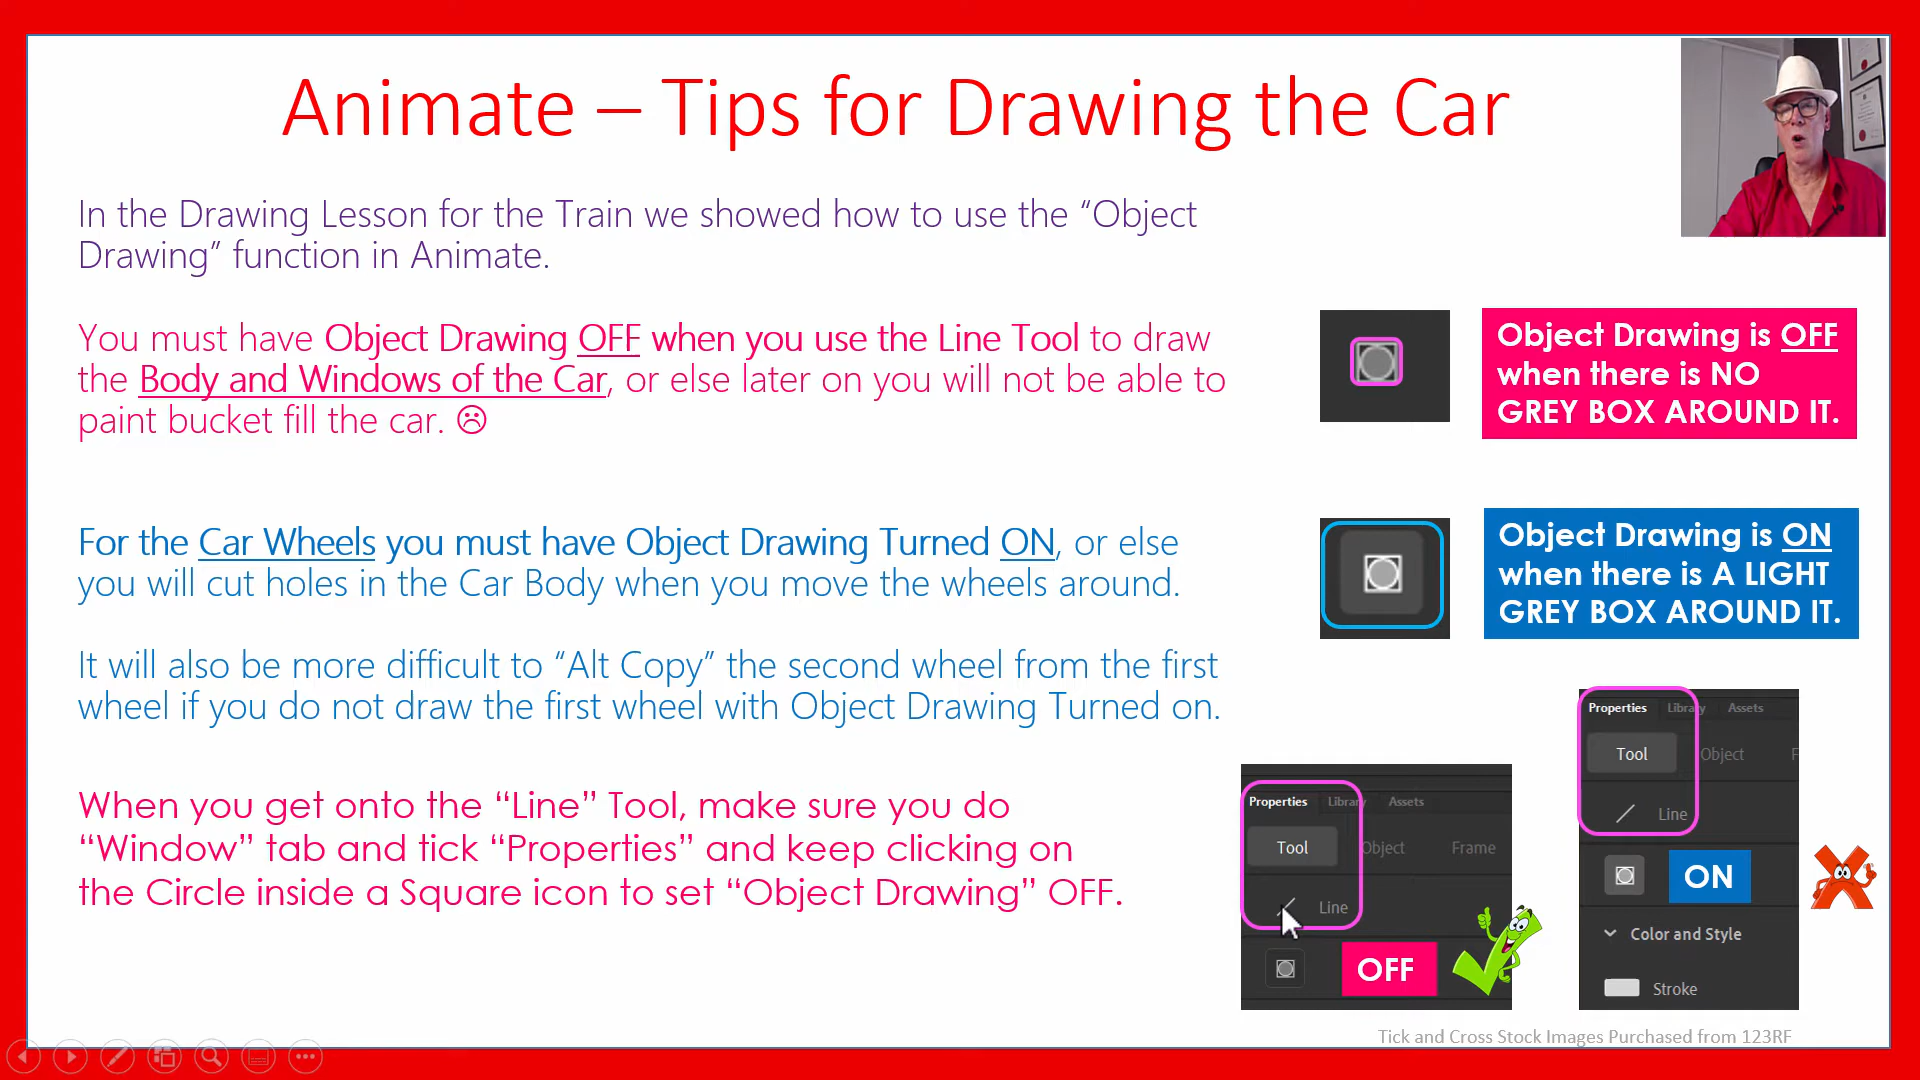 Animate – Tips for Drawing the Car
In the Drawing Lesson for the Train we showed how to use the “Object
Drawing” function in Animate.
You must have Object Drawing OFF when you use the Line Tool to draw
the Body and Windows of the Car, or else later on you will not be able to
paint bucket fill the car. ☹
Object Drawing is OFF
when there is NO
GREY BOX AROUND IT.
For the Car Wheels you must have Object Drawing Turned ON, or else
you will cut holes in the Car Body when you move the wheels around.
Object Drawing is ON
when there is A LIGHT
GREY BOX AROUND IT.
It will also be more difficult to “Alt Copy” the second wheel from the first
wheel if you do not draw the first wheel with Object Drawing Turned on.
When you get onto the “Line” Tool, make sure you do
“Window” tab and tick “Properties” and keep clicking on
the Circle inside a Square icon to set “Object Drawing” OFF.
Properties Library Assets
Tool Object Frame
Line
OFF
Properties Library Assets
Tool Object F
Line
ON
Color and Style
Stroke
Tick and Cross Stock Images Purchased from 123RF